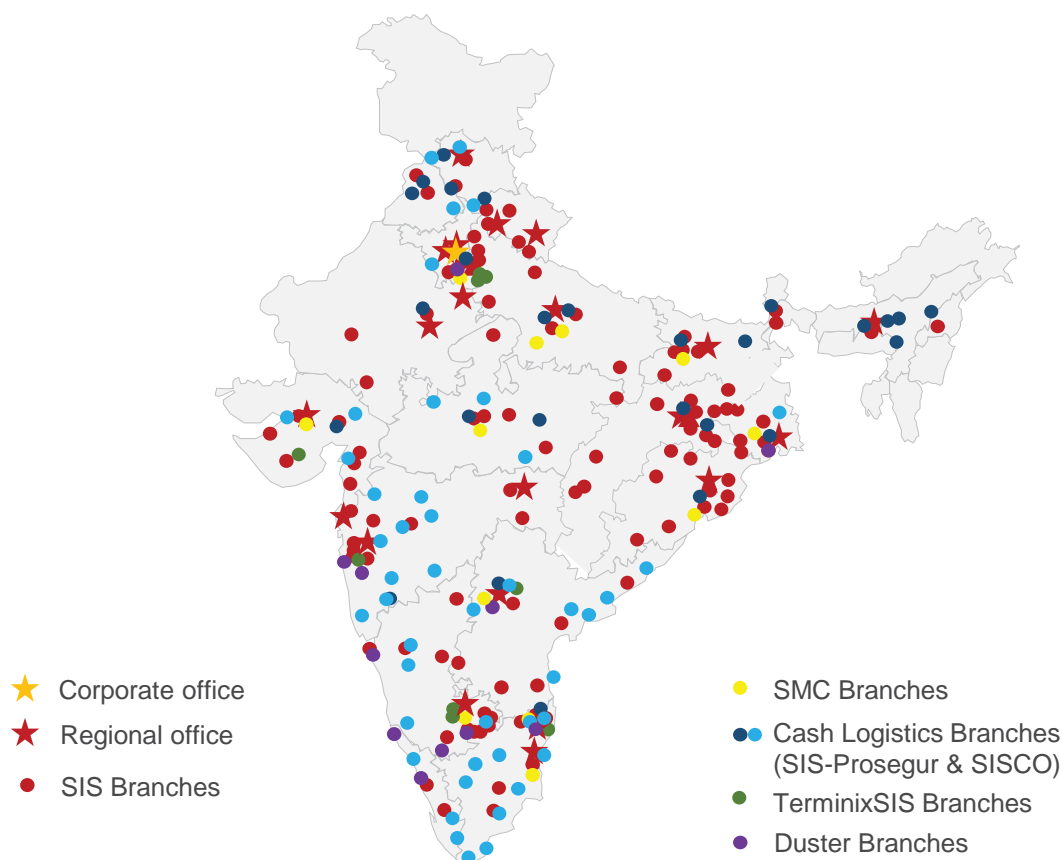 Corporate office
Regional office
SIS Branches
SMC Branches
Cash Logistics Branches
(SIS-Prosegur & SISCO)
TerminixSIS Branches
Duster Branches